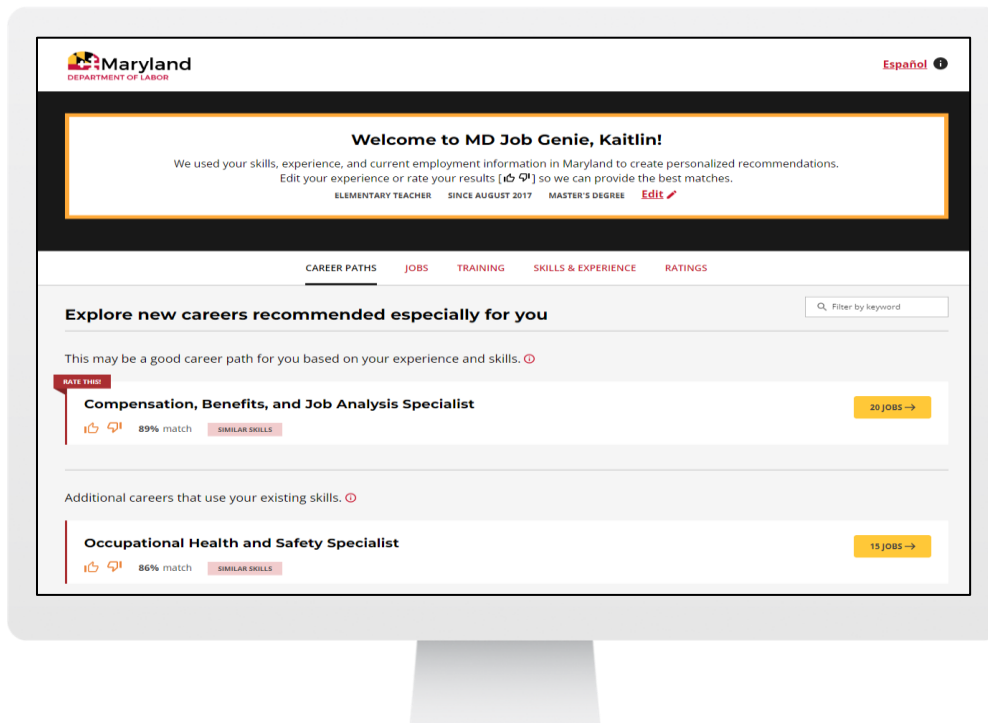 Maryland
DEPARTMENT OF LABOR
Español
Welcome to MD Job Genie, Kaitlin!
We used your skills, experience, and current employment information in Maryland to create personalized recommendations.
Edit your experience or rate your results [ ] so we can provide the best matches.
ELEMENTARY TEACHER SINCE AUGUST 2017 MASTER'S DEGREE Edit
CAREER PATHS JOBS TRAINING SKILLS & EXPERIENCE RATINGS
Explore new careers recommended especially for you
Filter by keyword
This may be a good career path for you based on your experience and skills.
RATE THIS!
Compensation, Benefits, and Job Analysis Specialist
89% match SIMILAR SKILLS
20 JOBS →
Additional careers that use your existing skills.
Occupational Health and Safety Specialist
86% match SIMILAR SKILLS
15 JOBS →